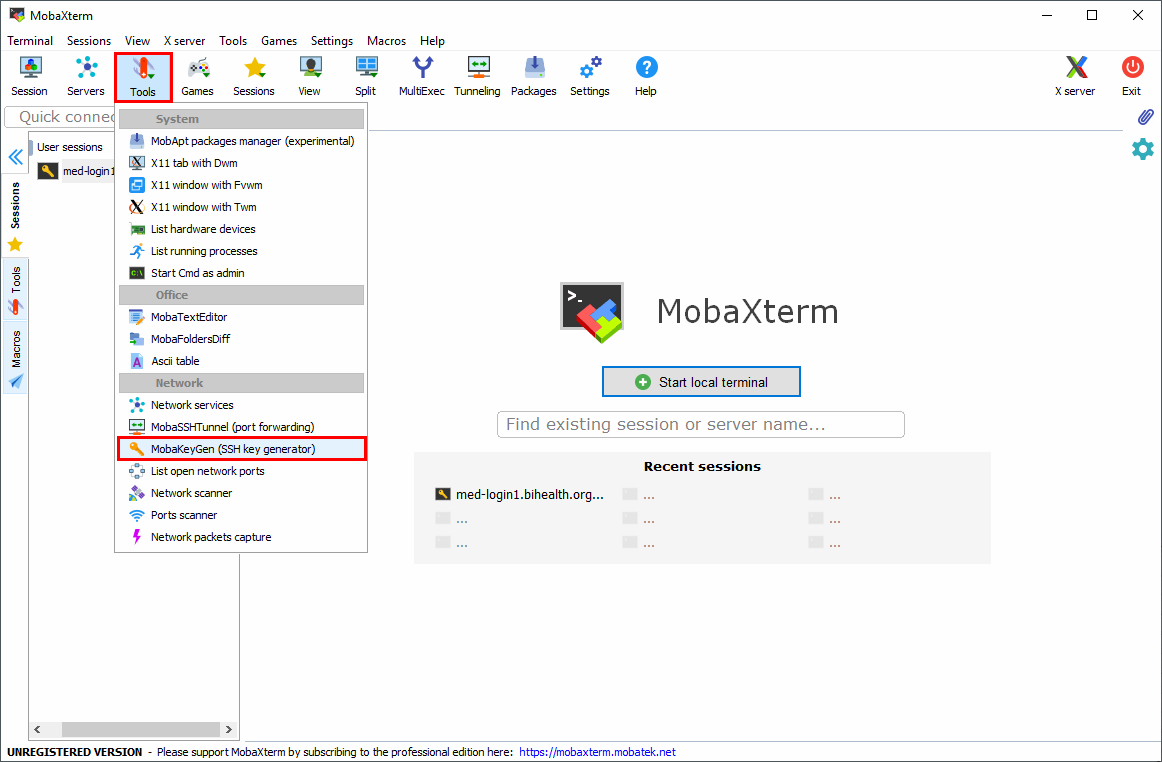 MobaXterm
Terminal Sessions View X server Tools Games Settings Macros Help
Session Servers Tools Games Sessions View Split MultiExec Tunneling Packages Settings Help X server Exit
Quick connec
System
MobApt packages manager (experimental)
X11 tab with Dwm
X11 window with Fvwm
X11 window with Twm
List hardware devices
List running processes
Start Cmd as admin
Office
MobaTextEditor
MobaFoldersDiff
Ascii table
Network
Network services
MobaSSHTunnel (port forwarding)
MobaKeyGen (SSH key generator)
List open network ports
Network scanner
Ports scanner
Network packets capture
User sessions
med-login1
Sessions
Tools
Macros
>_
MobaXterm
Start local terminal
Find existing session or server name...
Recent sessions
med-login1.bihealth.org... ... ...
... ... ...
... ... ...
UNREGISTERED VERSION - Please support MobaXterm by subscribing to the professional edition here: https://mobaxterm.mobatek.net